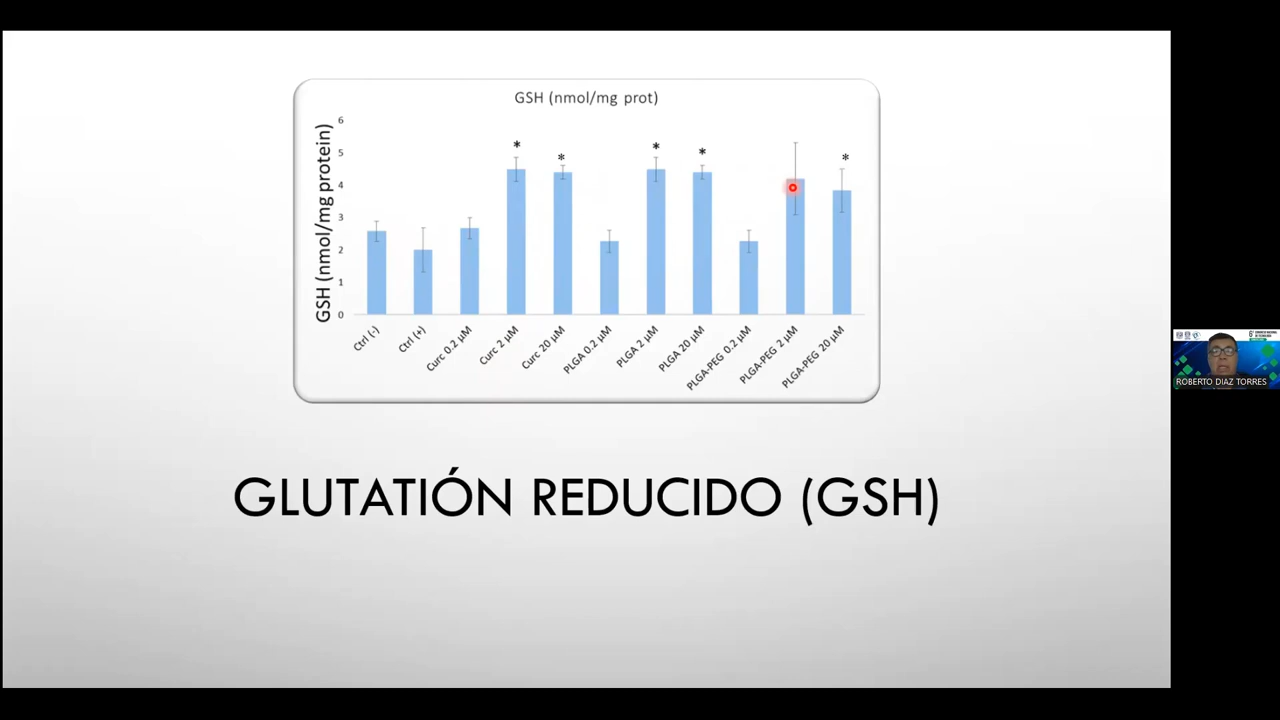 GSH (nmol/mg prot)
GSH (nmol/mg protein)
6
5
4
3
2
1
0
* * * * *
Ctrl (-)
Ctrl (+)
Curc 0.2 µM
Curc 2 µM
Curc 20 µM
PLGA 0.2 µM
PLGA 2 µM
PLGA 20 µM
PLGA-PEG 0.2 µM
PLGA-PEG 2 µM
PLGA-PEG 20 µM
GLUTATIÓN REDUCIDO (GSH)
ROBERTO DIAZ TORRES